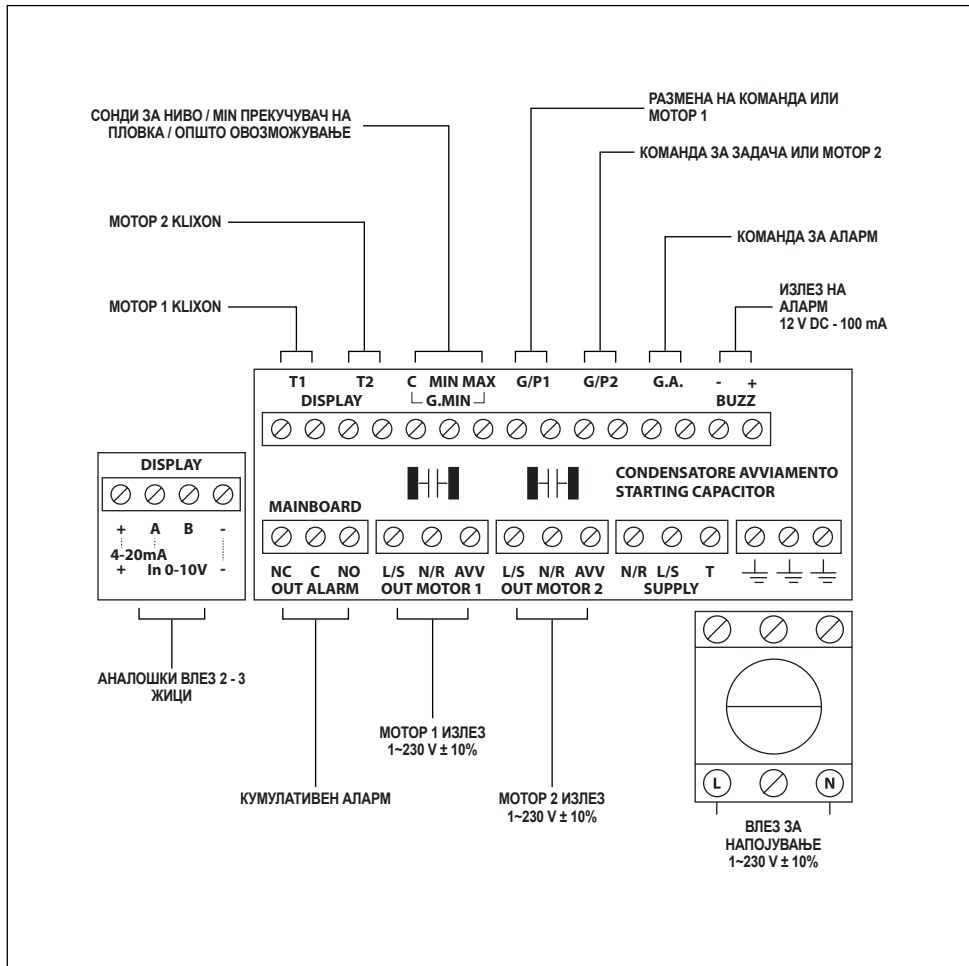 РАЗМЕНА НА КОМАНДА ИЛИ
МОТОР 1
СОНДИ ЗА НИВО / MIN ПРЕКУЧУВАЧ НА
ПЛОВКА / ОПШТО ОВОЗМОЖУВАЊЕ
КОМАНДА ЗА ЗАДАЧА ИЛИ МОТОР 2
МОТОР 2 KLIXON
КОМАНДА ЗА АЛАРМ
МОТОР 1 KLIXON
ИЗЛЕЗ НА
АЛАРМ
12 V DC - 100 mA
T1 T2 C MIN MAX G/P1 G/P2 G.A. - +
DISPLAY G.MIN BUZZ
DISPLAY
CONDENSATORE AVVIAMENTO
STARTING CAPACITOR
MAINBOARD
+ A B -
4-20mA
+ In 0-10V -
NC C NO L/S N/R AVV L/S N/R AVV N/R L/S T
OUT ALARM OUT MOTOR 1 OUT MOTOR 2 SUPPLY
АНАЛОШКИ ВЛЕЗ 2 - 3
ЖИЦИ
МОТОР 1 ИЗЛЕЗ
1~230 V ± 10%
КУМУЛАТИВЕН АЛАРМ
МОТОР 2 ИЗЛЕЗ
1~230 V ± 10%
L N
ВЛЕЗ ЗА
НАПОЈУВАЊЕ
1~230 V ± 10%